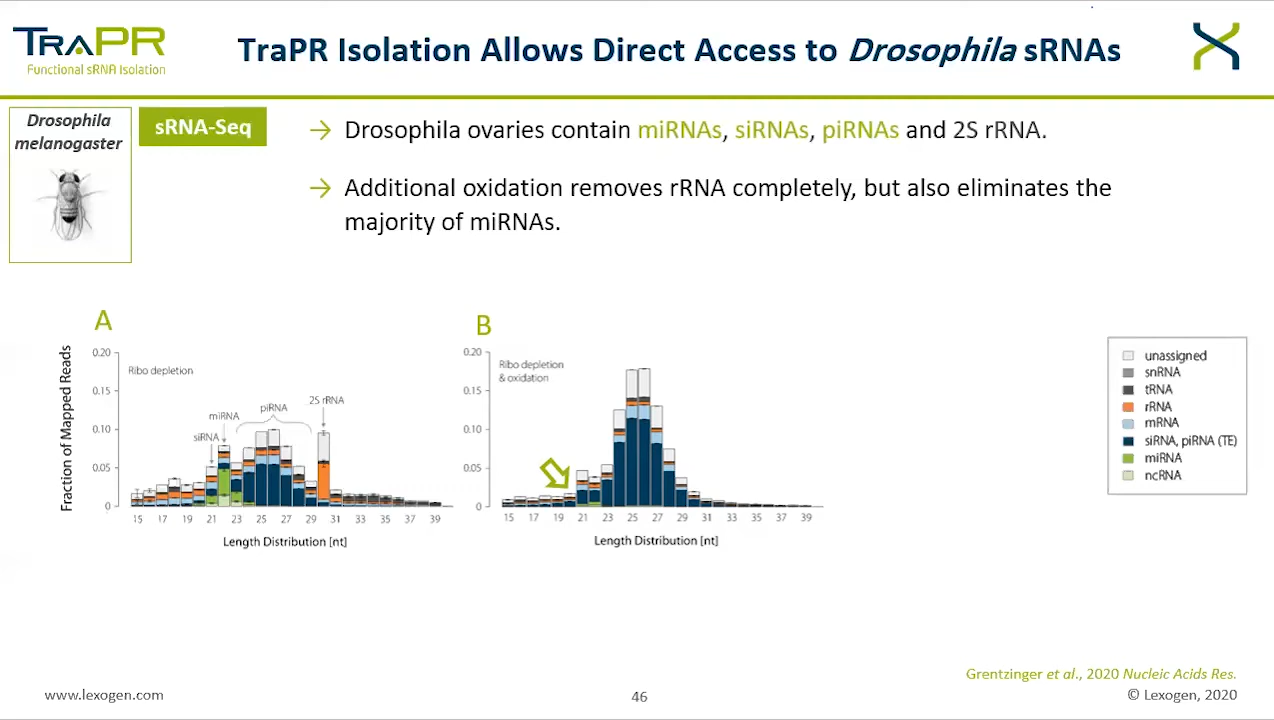 TRAPR
Functional sRNA Isolation
TraPR Isolation Allows Direct Access to Drosophila sRNAs
Drosophila
melanogaster
sRNA-Seq
→ Drosophila ovaries contain miRNAs, siRNAs, piRNAs and 2S rRNA.
→ Additional oxidation removes rRNA completely, but also eliminates the
majority of miRNAs.
A
Fraction of Mapped Reads
0.20
0.15
0.10
0.05
0
Ribo depletion
siRNA
miRNA
piRNA
2S rRNA
15 17 19 21 23 25 27 29 31 33 35 37 39
Length Distribution [nt]
B
0.20
0.15
0.10
0.05
0
Ribo depletion
& oxidation
15 17 19 21 23 25 27 29 31 33 35 37 39
Length Distribution [nt]
unassigned
snRNA
tRNA
rRNA
mRNA
siRNA, piRNA (TE)
miRNA
ncRNA
Grentzinger et al., 2020 Nucleic Acids Res.
www.lexogen.com
46
© Lexogen, 2020